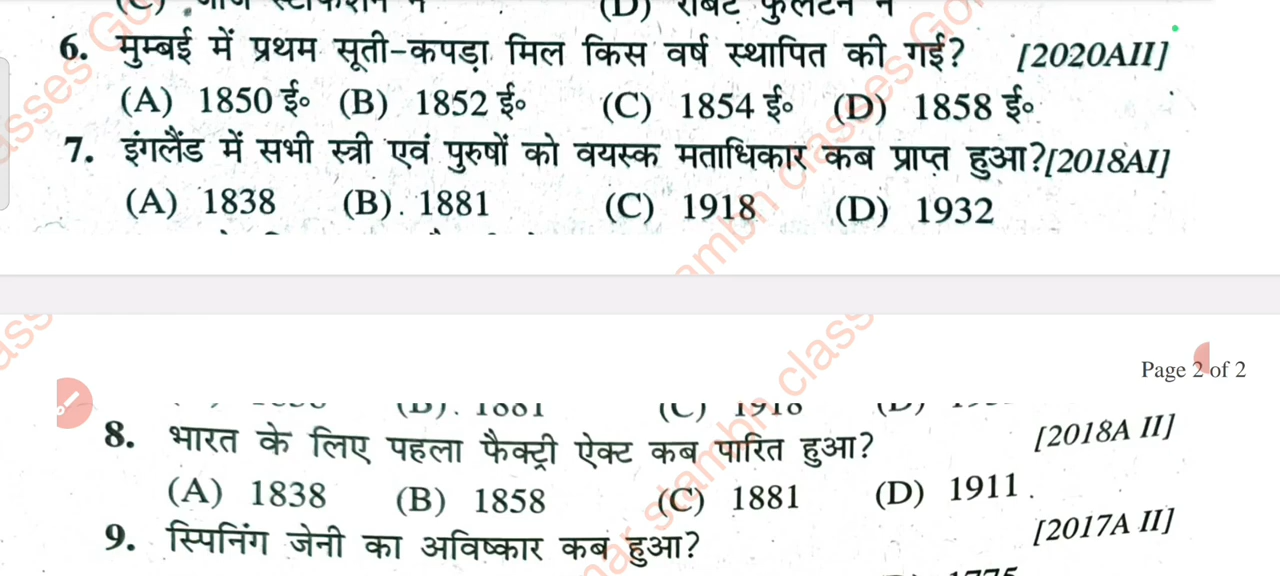 6. मुम्बई में प्रथम सूती-कपड़ा मिल किस वर्ष स्थापित की गई? [2020AII]
(A) 1850 ई० (B) 1852 ई० (C) 1854 ई० (D) 1858 ई०
7. इंगलैंड में सभी स्त्री एवं पुरुषों को वयस्क मताधिकार कब प्राप्त हुआ?[2018AI]
(A) 1838 (B). 1881 (C) 1918 (D) 1932
Page 2 of 2
8. भारत के लिए पहला फैक्ट्री ऐक्ट कब पारित हुआ? [2018A II]
(A) 1838 (B) 1858 (C) 1881 (D) 1911
9. स्पिनिंग जेनी का अविष्कार कब हुआ? [2017A II]